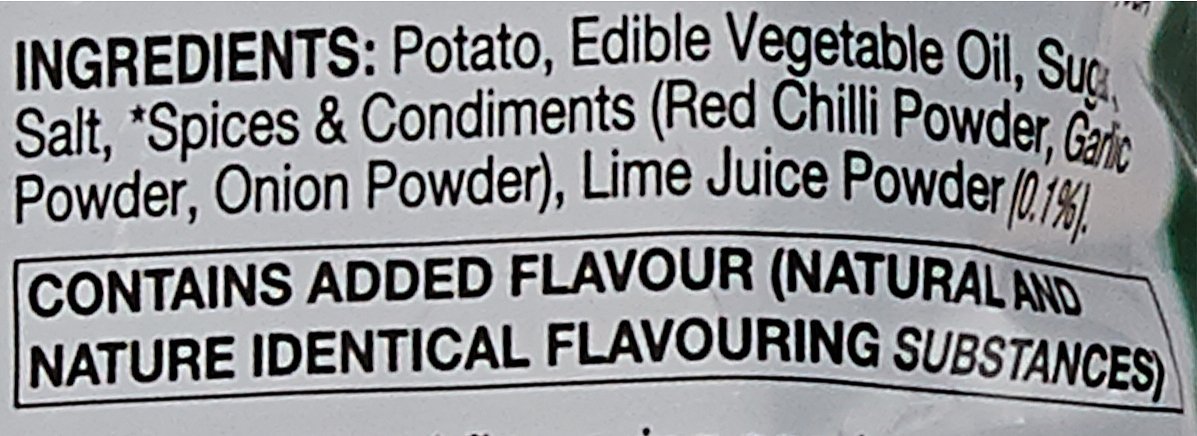 INGREDIENTS: Potato, Edible Vegetable Oil, Sugar,
Salt, *Spices & Condiments (Red Chilli Powder, Garlic
Powder, Onion Powder), Lime Juice Powder (0.1%).
CONTAINS ADDED FLAVOUR (NATURAL AND
NATURE IDENTICAL FLAVOURING SUBSTANCES)